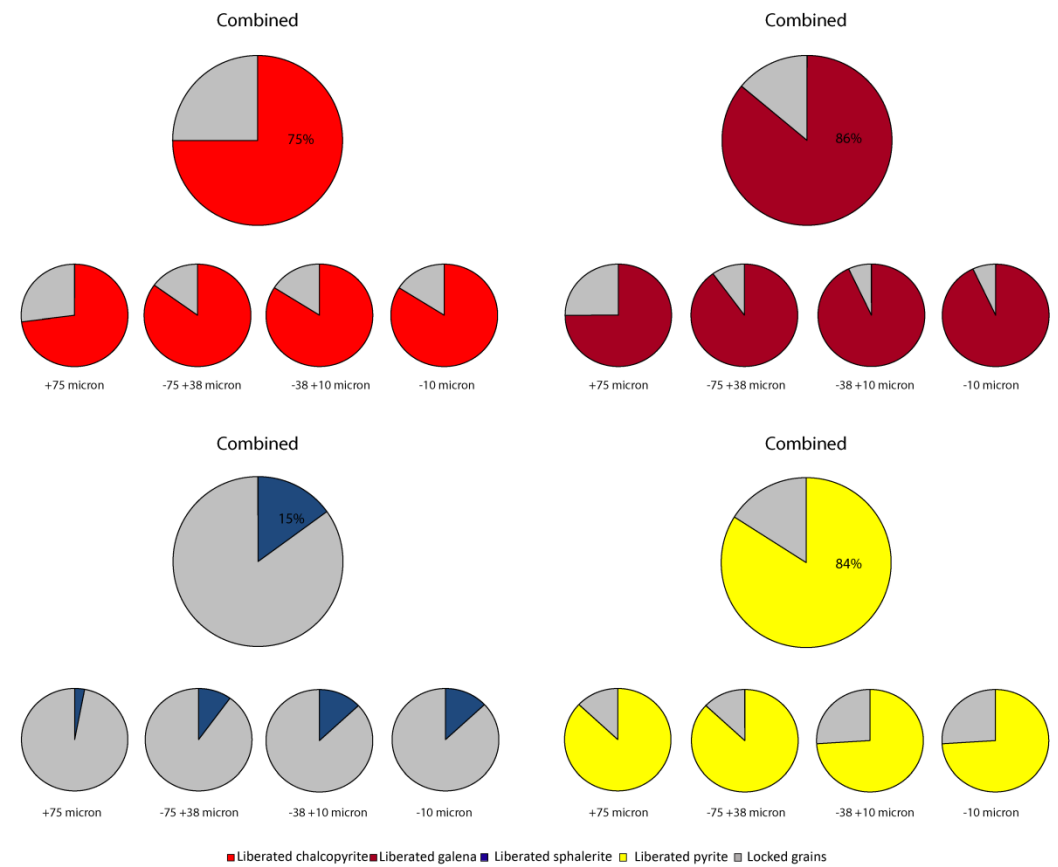 Combined Combined
75% 86%
+75 micron -75 +38 micron -38 +10 micron -10 micron +75 micron -75 +38 micron -38 +10 micron -10 micron
Combined Combined
15% 84%
+75 micron -75 +38 micron -38 +10 micron -10 micron +75 micron -75 +38 micron -38 +10 micron -10 micron
Liberated chalcopyrite Liberated galena Liberated sphalerite Liberated pyrite Locked grains